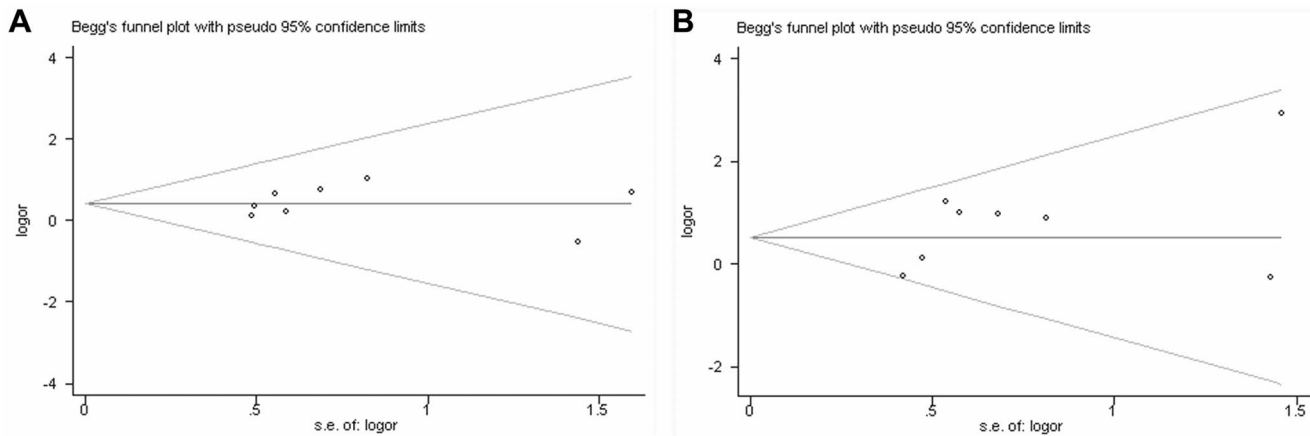 A
Begg's funnel plot with pseudo 95% confidence limits
4
2
0
-2
-4
logor
0
.5
1
1.5
s.e. of: logor
B
Begg's funnel plot with pseudo 95% confidence limits
4
2
0
-2
logor
0
.5
1
1.5
s.e. of: logor